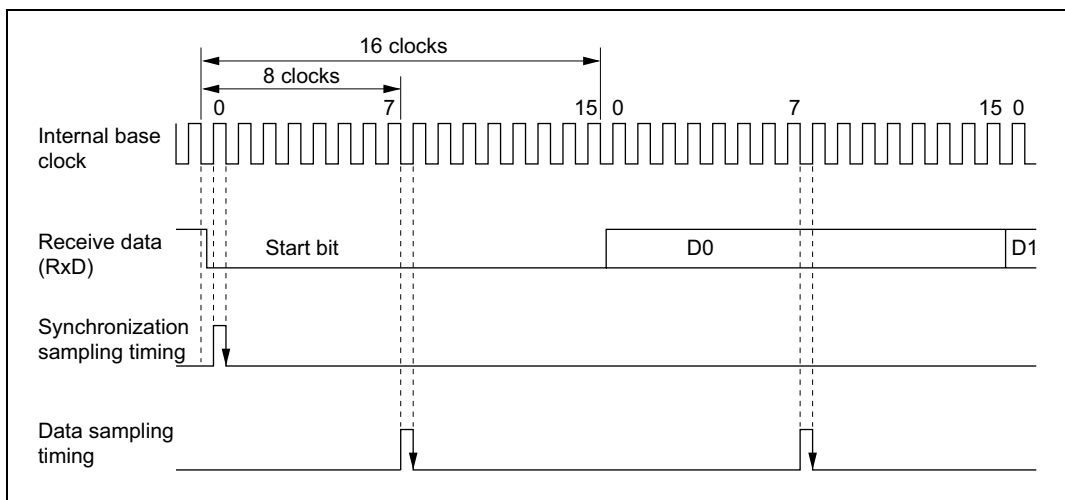 16 clocks
8 clocks
0 7 15 0 7 15 0
Internal base
clock
Receive data
(RxD)
Start bit D0 D1
Synchronization
sampling timing
Data sampling
timing